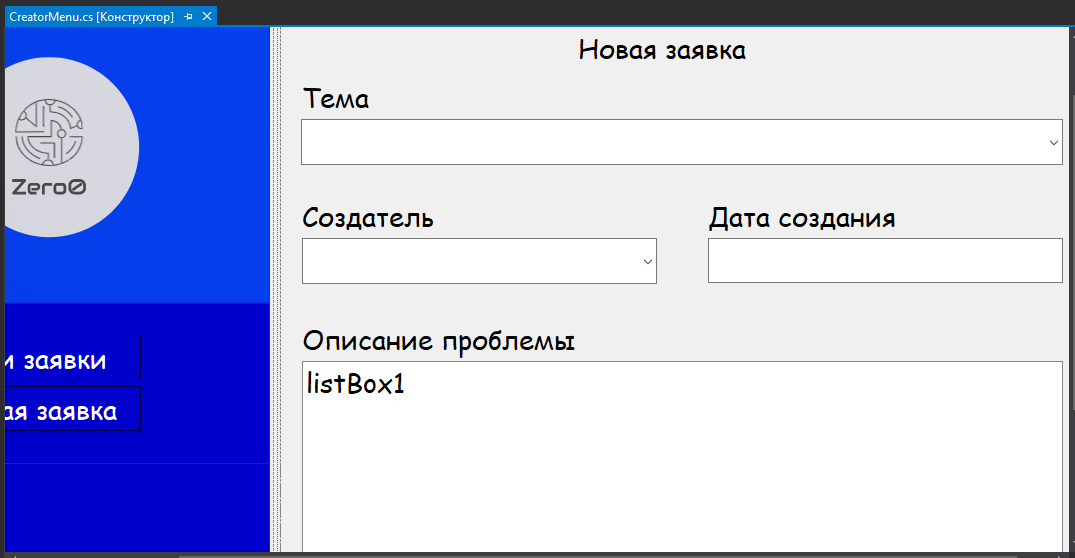 CreatorMenu.cs [Конструктор]
Новая заявка
Тема
Zero0
Создатель
Дата создания
Описание проблемы
и заявки
listBox1
ая заявка